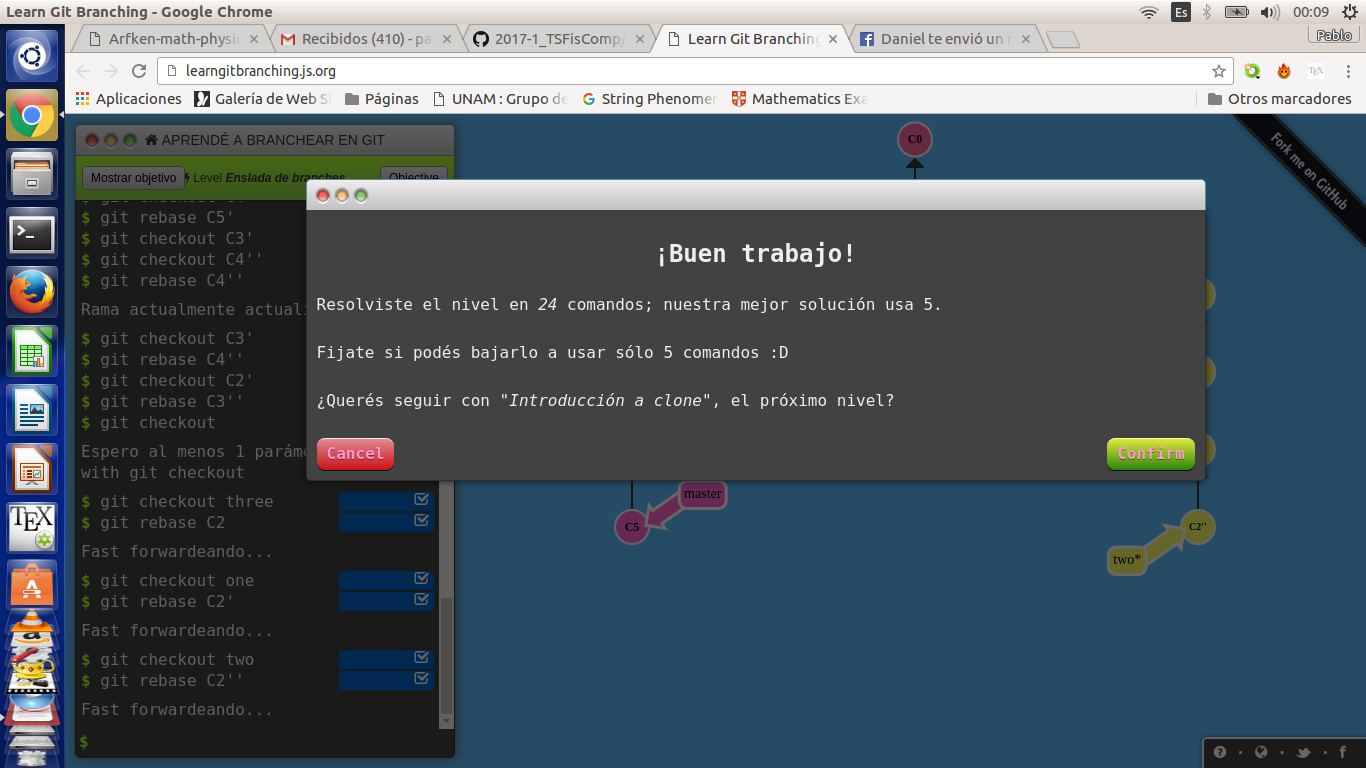 Learn Git Branching - Google Chrome
Es
00:09
Arfken-math-physi
Recibidos (410) - pa
2017-1_TSFisComp/
Learn Git Branching
Daniel te envió un m
Pablo
learngitbranching.js.org
TEX
Aplicaciones
Galería de Web S
Páginas
UNAM : Grupo de
String Phenomer
Mathematics Exa
Otros marcadores
APRENDÉ A BRANCHEAR EN GIT
Mostrar objetivo
Level Enslada de branches
Objective
$ git rebase C5'
$ git checkout C3'
$ git checkout C4''
$ git rebase C4''
Rama actualmente actuali
$ git checkout C3'
$ git rebase C4''
$ git checkout C2'
$ git rebase C3''
$ git checkout
Espero al menos 1 paráme
with git checkout
$ git checkout three
$ git rebase C2
Fast forwardeando...
$ git checkout one
$ git rebase C2'
Fast forwardeando...
$ git checkout two
$ git rebase C2''
Fast forwardeando...
$
¡Buen trabajo!
Resolviste el nivel en 24 comandos; nuestra mejor solución usa 5.
Fijate si podés bajarlo a usar sólo 5 comandos :D
¿Querés seguir con "Introducción a clone", el próximo nivel?
Cancel
Confirm
C0
Fork me on GitHub
master
C5
C2''
two*
TEX